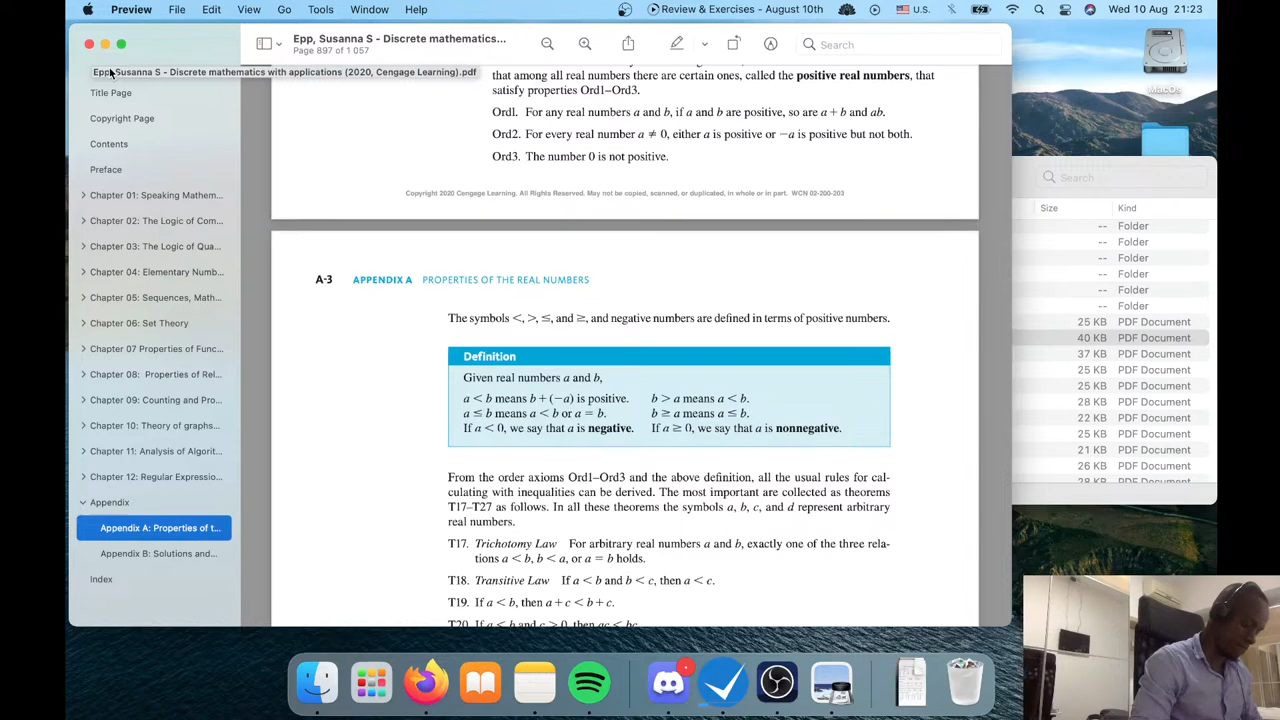 Preview File Edit View Go Tools Window Help
Review & Exercises - August 10th
U.S.
Wed 10 Aug 21:23
Epp, Susanna S - Discrete mathematics...
Page 897 of 1 057
Search
MacOs
Epp, Susanna S - Discrete mathematics with applications (2020, Cengage Learning).pdf
Title Page
Copyright Page
Contents
Preface
Chapter 01: Speaking Mathem...
Chapter 02: The Logic of Com...
Chapter 03: The Logic of Qua...
Chapter 04: Elementary Numb...
Chapter 05: Sequences, Math...
Chapter 06: Set Theory
Chapter 07 Properties of Func...
Chapter 08: Properties of Rel...
Chapter 09: Counting and Pro...
Chapter 10: Theory of graphs...
Chapter 11: Analysis of Algorit...
Chapter 12: Regular Expressio...
Appendix
Appendix A: Properties of t...
Appendix B: Solutions and...
Index
that among all real numbers there are certain ones, called the positive real numbers, that
satisfy properties Ord1–Ord3.
Ord1. For any real numbers a and b, if a and b are positive, so are a + b and ab.
Ord2. For every real number a ≠ 0, either a is positive or −a is positive but not both.
Ord3. The number 0 is not positive.
Copyright 2020 Cengage Learning. All Rights Reserved. May not be copied, scanned, or duplicated, in whole or in part. WCN 02-200-203
A-3 APPENDIX A PROPERTIES OF THE REAL NUMBERS
The symbols <, >, ≤, and ≥, and negative numbers are defined in terms of positive numbers.
Definition
Given real numbers a and b,
a < b means b + (−a) is positive. b > a means a < b.
a ≤ b means a < b or a = b. b ≥ a means a ≤ b.
If a < 0, we say that a is negative. If a ≥ 0, we say that a is nonnegative.
From the order axioms Ord1–Ord3 and the above definition, all the usual rules for cal-
culating with inequalities can be derived. The most important are collected as theorems
T17–T27 as follows. In all these theorems the symbols a, b, c, and d represent arbitrary
real numbers.
T17. Trichotomy Law For arbitrary real numbers a and b, exactly one of the three rela-
tions a < b, b < a, or a = b holds.
T18. Transitive Law If a < b and b < c, then a < c.
T19. If a < b, then a + c < b + c.
T20. If a < b and c > 0, then ac < bc.
Search
Size Kind
-- Folder
-- Folder
-- Folder
-- Folder
-- Folder
-- Folder
25 KB PDF Document
40 KB PDF Document
37 KB PDF Document
25 KB PDF Document
25 KB PDF Document
28 KB PDF Document
22 KB PDF Document
25 KB PDF Document
21 KB PDF Document
26 KB PDF Document
28 KB PDF Document